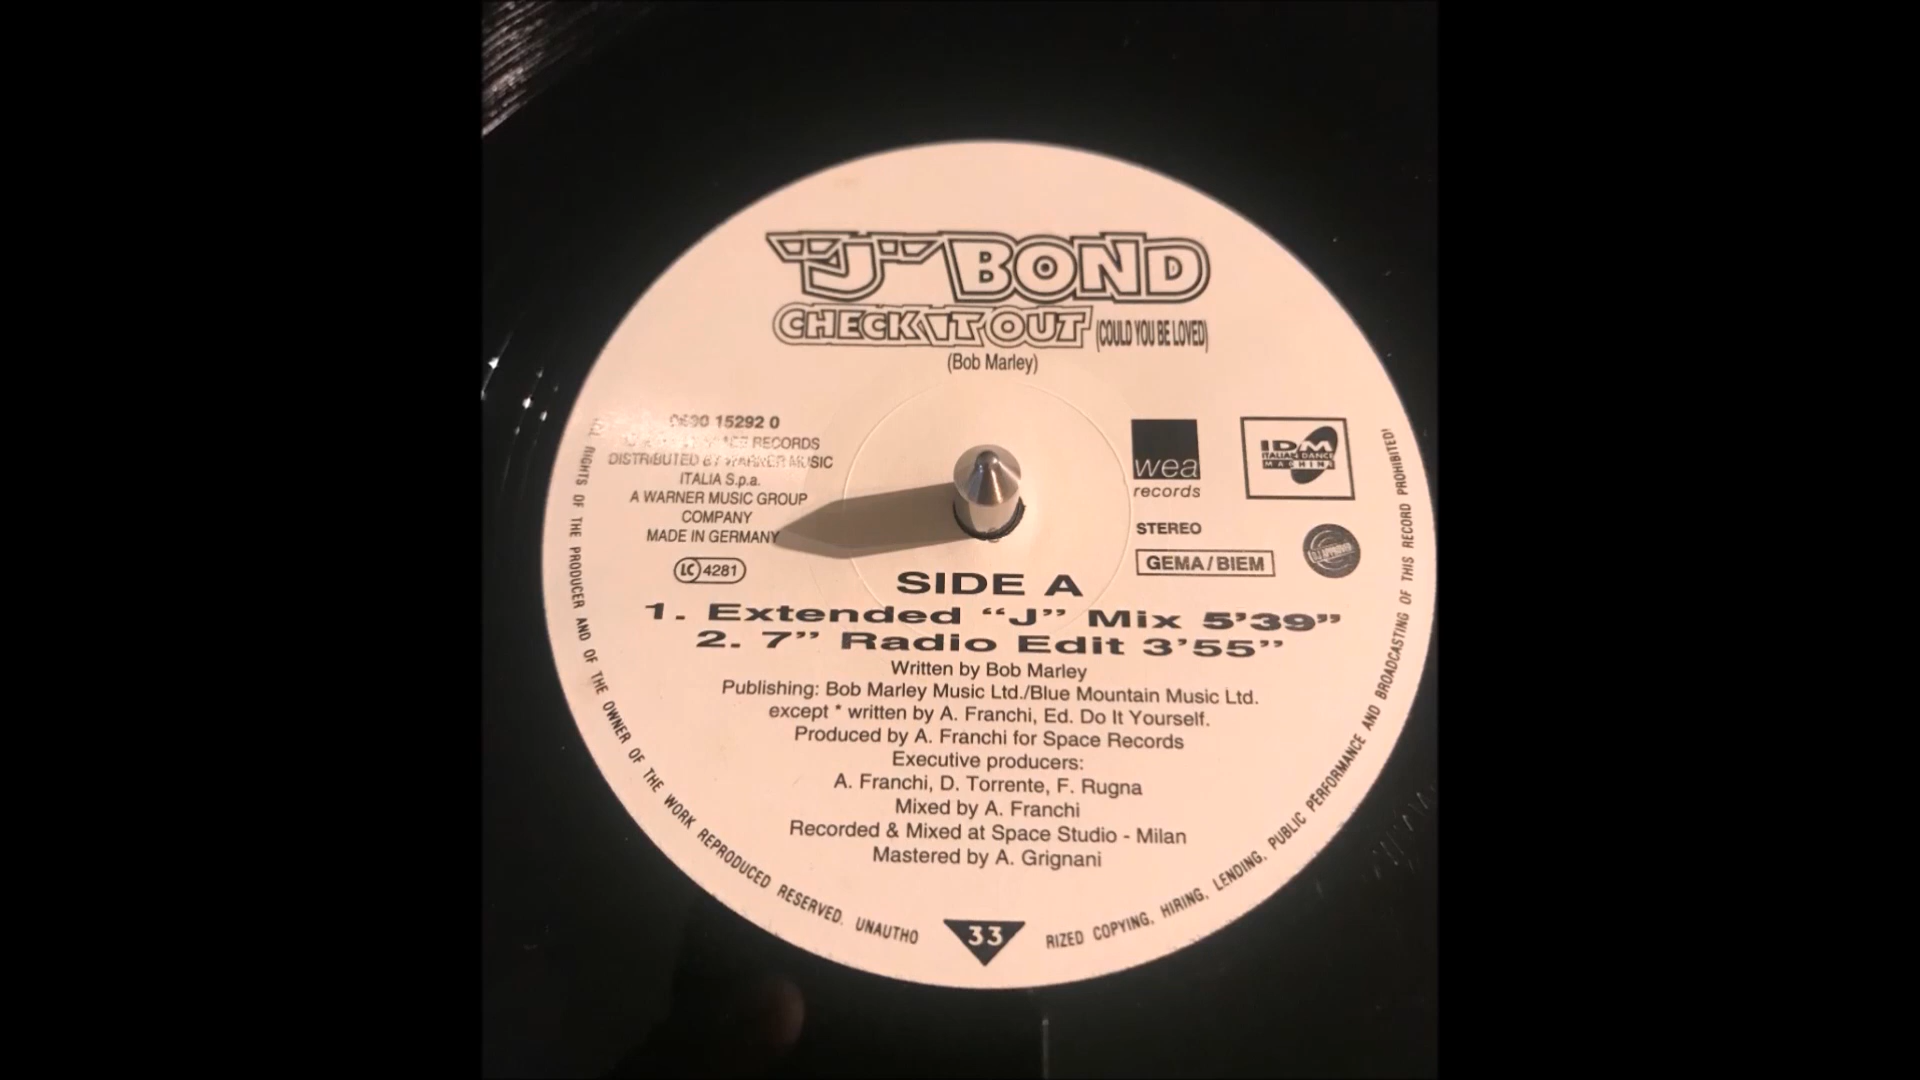 "J" BOND
CHECK IT OUT (COULD YOU BE LOVED)
(Bob Marley)
15292 0
RECORDS
DISTRIBUTED BY WARNER MUSIC
ITALIA S.p.a.
A WARNER MUSIC GROUP
COMPANY
MADE IN GERMANY
LC 4281
wea
records
IDM
ITALIAN DANCE
MACHINE
STEREO
GEMA/BIEM
SIDE A
1. Extended “J” Mix 5’39”
2. 7” Radio Edit 3’55”
Written by Bob Marley
Publishing: Bob Marley Music Ltd./Blue Mountain Music Ltd.
except * written by A. Franchi, Ed. Do It Yourself.
Produced by A. Franchi for Space Records
Executive producers:
A. Franchi, D. Torrente, F. Rugna
Mixed by A. Franchi
Recorded & Mixed at Space Studio - Milan
Mastered by A. Grignani
33
ALL RIGHTS OF THE PRODUCER AND OF THE OWNER OF THE WORK REPRODUCED RESERVED. UNAUTHO RIZED COPYING, HIRING, LENDING, PUBLIC PERFORMANCE AND BROADCASTING OF THIS RECORD PROHIBITED!